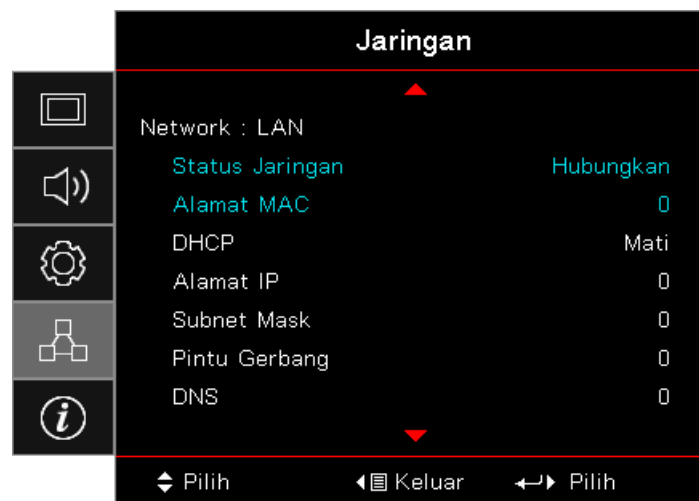 Jaringan
Network : LAN
Status Jaringan Hubungkan
Alamat MAC 0
DHCP Mati
Alamat IP 0
Subnet Mask 0
Pintu Gerbang 0
DNS 0
Pilih Keluar Pilih